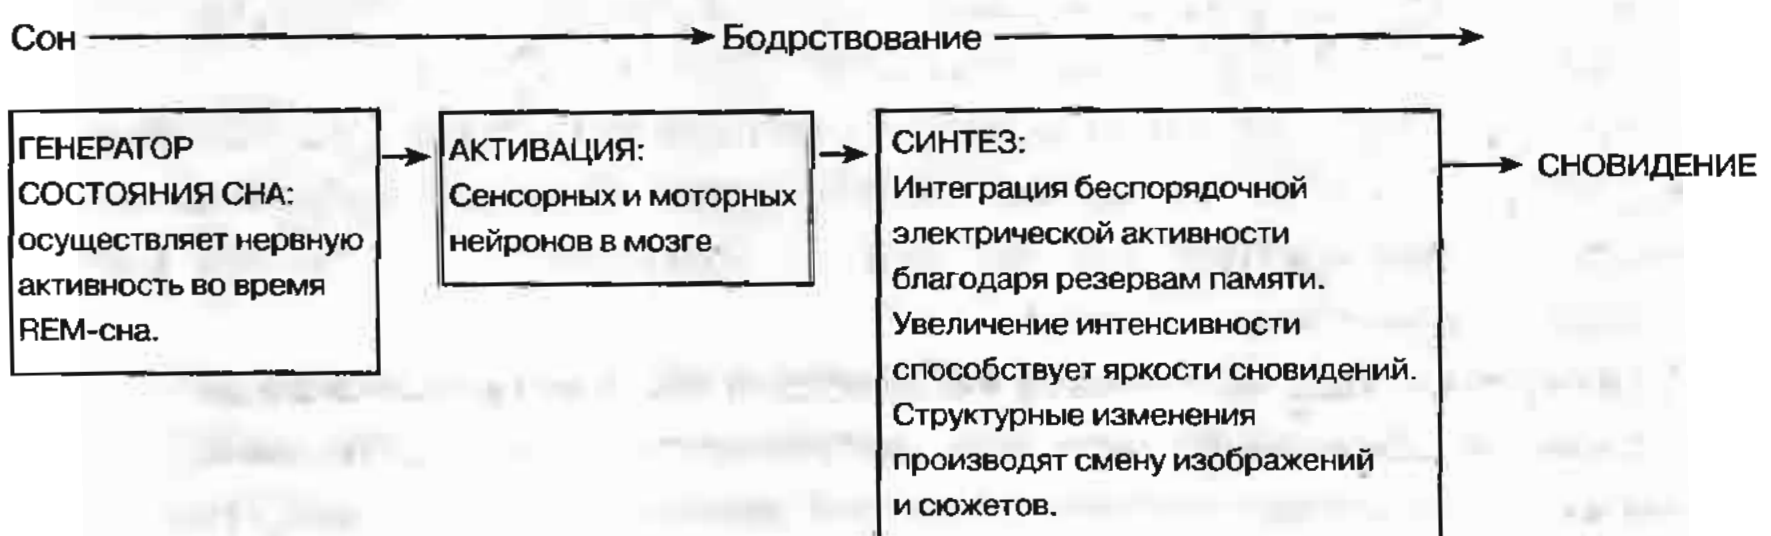 Сон Бодрствование
ГЕНЕРАТОР
СОСТОЯНИЯ СНА:
осуществляет нервную
активность во время
REM-сна.
АКТИВАЦИЯ:
Сенсорных и моторных
нейронов в мозге.
СИНТЕЗ:
Интеграция беспорядочной
электрической активности
благодаря резервам памяти.
Увеличение интенсивности
способствует яркости сновидений.
Структурные изменения
производят смену изображений
и сюжетов.
СНОВИДЕНИЕ